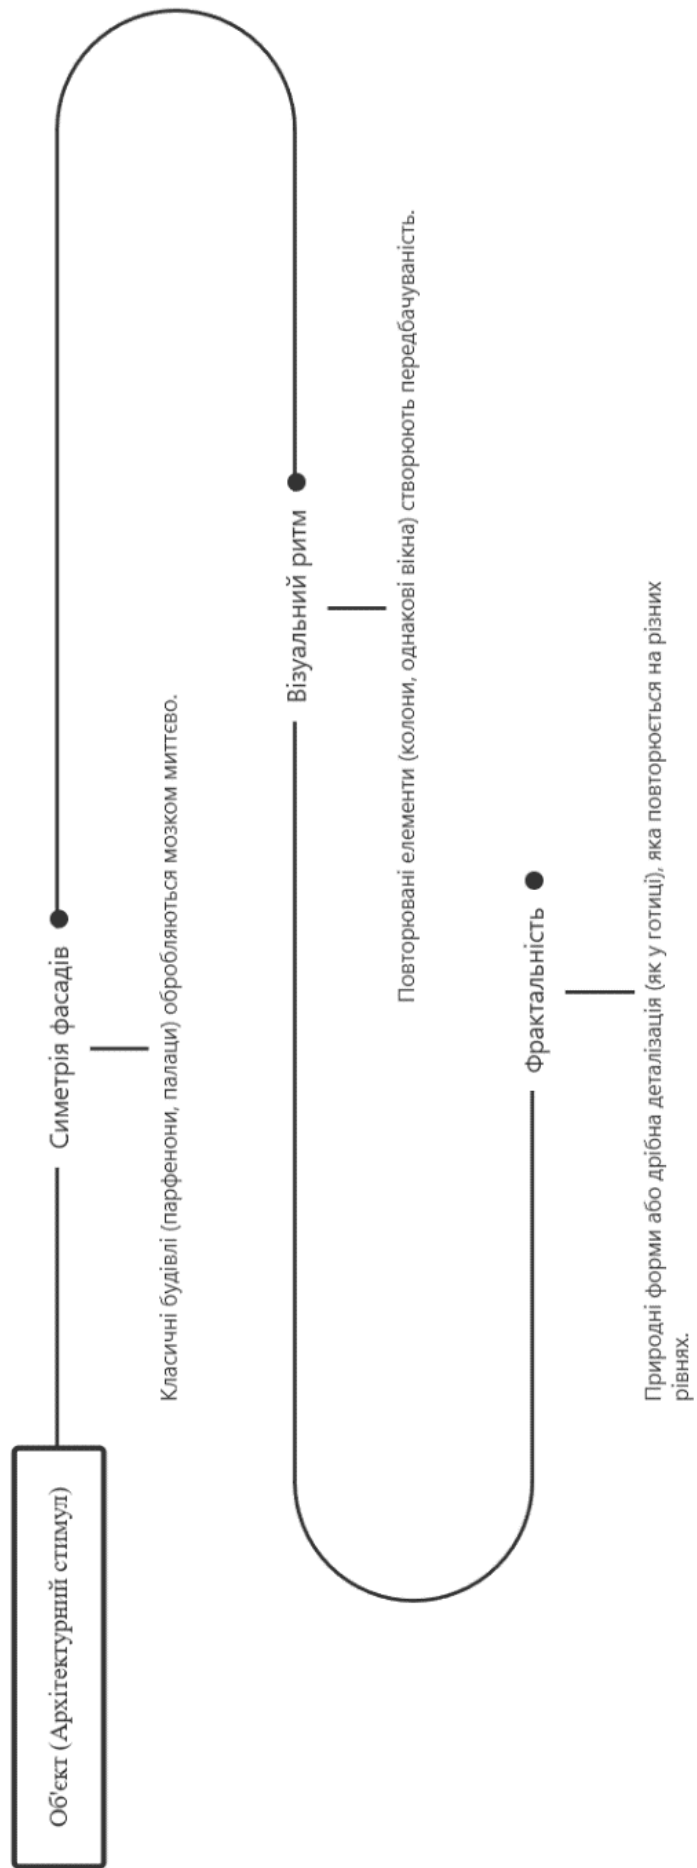 Об'єкт (Архітектурний стимул)
Симетрія фасадів
Класичні будівлі (парфенони, палаци) обробляються мозком миттєво.
Візуальний ритм
Повторювані елементи (колони, однакові вікна) створюють передбачуваність.
Фрактальність
Природні форми або дрібна деталізація (як у готиці), яка повторюється на різних
рівнях.